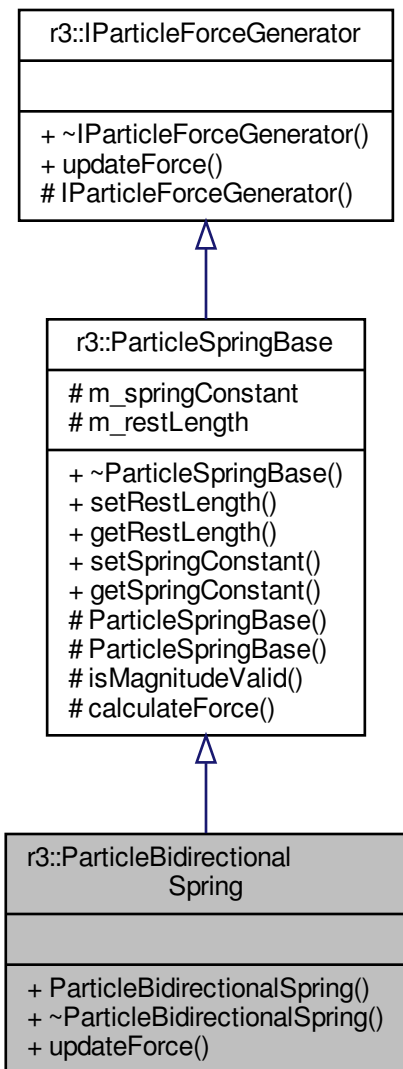 r3::IParticleForceGenerator
+ ~IParticleForceGenerator()
+ updateForce()
# IParticleForceGenerator()
r3::ParticleSpringBase
# m_springConstant
# m_restLength
+ ~ParticleSpringBase()
+ setRestLength()
+ getRestLength()
+ setSpringConstant()
+ getSpringConstant()
# ParticleSpringBase()
# ParticleSpringBase()
# isMagnitudeValid()
# calculateForce()
r3::ParticleBidirectional
Spring
+ ParticleBidirectionalSpring()
+ ~ParticleBidirectionalSpring()
+ updateForce()